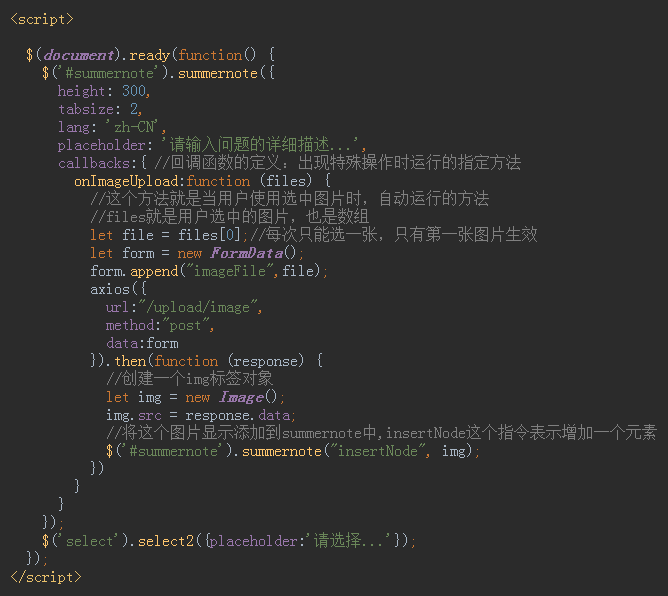 <script>
$(document).ready(function() {
$('#summernote').summernote({
height: 300,
tabsize: 2,
lang: 'zh-CN',
placeholder: '请输入问题的详细描述...',
callbacks:{ //回调函数的定义: 出现特殊操作时运行的指定方法
onImageUpload:function (files) {
//这个方法就是当用户使用选中图片时, 自动运行的方法
//files就是用户选中的图片, 也是数组
let file = files[0];//每次只能选一张, 只有第一张图片生效
let form = new FormData();
form.append("imageFile",file);
axios({
url:"/upload/image",
method:"post",
data:form
}).then(function (response) {
//创建一个img标签对象
let img = new Image();
img.src = response.data;
//将这个图片显示添加到summernote中,insertNode这个指令表示增加一个元素
$('#summernote').summernote("insertNode", img);
})
}
}
});
$('select').select2({placeholder:'请选择...'});
});
</script>